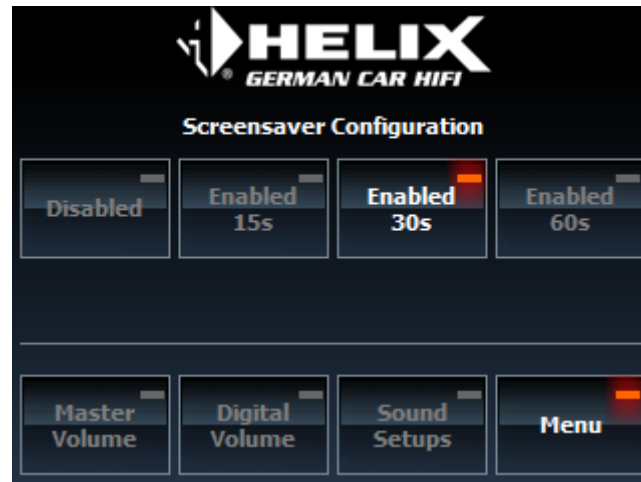 HELIX
®
GERMAN CAR HIFI
Screensaver Configuration
Disabled
Enabled
15s
Enabled
30s
Enabled
60s
Master
Volume
Digital
Volume
Sound
Setups
Menu